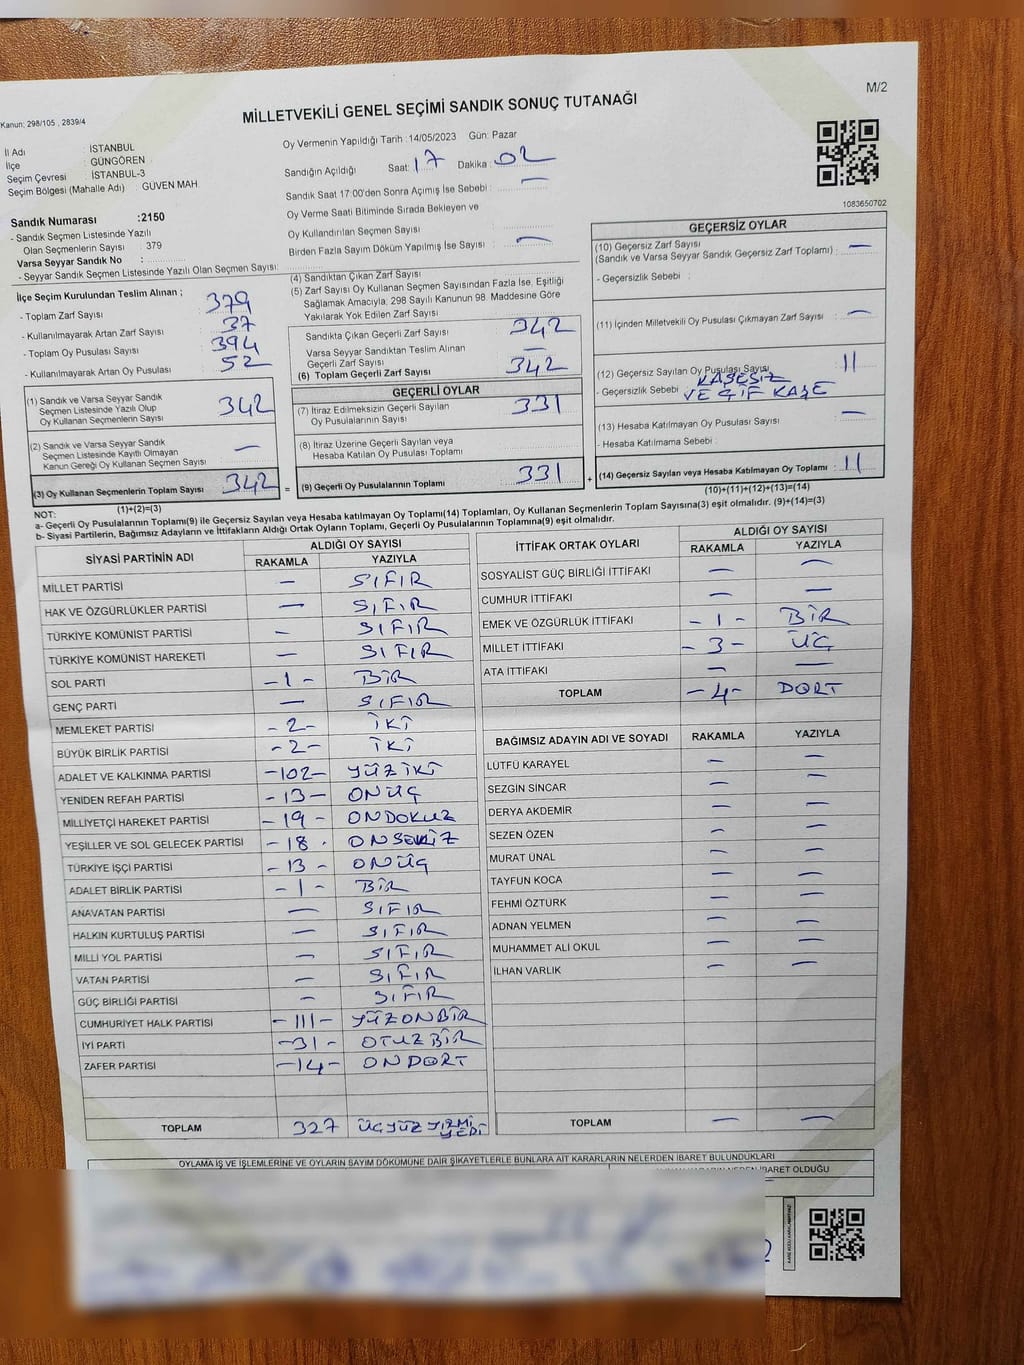 M/2
Kanun; 298/105 , 2839/4
MİLLETVEKİLİ GENEL SEÇİMİ SANDIK SONUÇ TUTANAĞI
İl Adı İSTANBUL
İlçe GÜNGÖREN
Seçim Çevresi : İSTANBUL-3
Seçim Bölgesi (Mahalle Adı) : GÜVEN MAH.
Sandık Numarası :2150
- Sandık Seçmen Listesinde Yazılı
Olan Seçmenlerin Sayısı : 379
Varsa Seyyar Sandık No :
- Seyyar Sandık Seçmen Listesinde Yazılı Olan Seçmen Sayısı:
Oy Vermenin Yapıldığı Tarih :14/05/2023 Gün: Pazar
Sandığın Açıldığı Saat: 17 Dakika : 02
Sandık Saat 17:00'den Sonra Açımış İse Sebebi : —
Oy Verme Saati Bitiminde Sırada Bekleyen ve
Oy Kullandırılan Seçmen Sayısı :
Birden Fazla Sayım Döküm Yapılmış İse Sayısı : —
1083650702
İlçe Seçim Kurulundan Teslim Alınan ;
- Toplam Zarf Sayısı : 379
- Kullanılmayarak Artan Zarf Sayısı : 37
- Toplam Oy Pusulası Sayısı : 394
- Kullanılmayarak Artan Oy Pusulası : 52
(1) Sandık ve Varsa Seyyar Sandık
Seçmen Listesinde Yazılı Olup
Oy Kullanan Seçmenlerin Sayısı : 342
(2) Sandık ve Varsa Seyyar Sandık
Seçmen Listesinde Kayıtlı Olmayan
Kanun Gereği Oy Kullanan Seçmen Sayısı : —
(3) Oy Kullanan Seçmenlerin Toplam Sayısı : 342 =
(1)+(2)=(3)
(4) Sandıktan Çıkan Zarf Sayısı :
(5) Zarf Sayısı Oy Kullanan Seçmen Sayısından Fazla İse, Eşitliği
Sağlamak Amacıyla; 298 Sayılı Kanunun 98. Maddesine Göre
Yakılarak Yok Edilen Zarf Sayısı :
Sandıkta Çıkan Geçerli Zarf Sayısı : 342
Varsa Seyyar Sandıktan Teslim Alınan
Geçerli Zarf Sayısı : —
(6) Toplam Geçerli Zarf Sayısı : 342
GEÇERLİ OYLAR
(7) İtiraz Edilmeksizin Geçerli Sayılan
Oy Pusulalarının Sayısı : 331
(8) İtiraz Üzerine Geçerli Sayılan veya
Hesaba Katılan Oy Pusulası Toplamı :
(9) Geçerli Oy Pusulalarının Toplamı : 331 +
GEÇERSİZ OYLAR
(10) Geçersiz Zarf Sayısı
(Sandık ve Varsa Seyyar Sandık Geçersiz Zarf Toplamı) : —
- Geçersizlik Sebebi :
(11) İçinden Milletvekili Oy Pusulası Çıkmayan Zarf Sayısı : —
(12) Geçersiz Sayılan Oy Pusulası Sayısı : 11
- Geçersizlik Sebebi : KAŞESİZ
VE ÇİF KAŞE
(13) Hesaba Katılmayan Oy Pusulası Sayısı : —
- Hesaba Katılmama Sebebi :
(14) Geçersiz Sayılan veya Hesaba Katılmayan Oy Toplamı : 11
(10)+(11)+(12)+(13)=(14)
NOT:
a- Geçerli Oy Pusulalarının Toplamı(9) ile Geçersiz Sayılan veya Hesaba katılmayan Oy Toplamı(14) Toplamları, Oy Kullanan Seçmenlerin Toplam Sayısına(3) eşit olmalıdır. (9)+(14)=(3)
b- Siyasi Partilerin, Bağımsız Adayların ve İttifakların Aldığı Ortak Oyların Toplamı, Geçerli Oy Pusulalarının Toplamına(9) eşit olmalıdır.
SİYASİ PARTİNİN ADI ALDIĞI OY SAYISI
RAKAMLA YAZIYLA
MİLLET PARTİSİ — SIFIR
HAK VE ÖZGÜRLÜKLER PARTİSİ — SIFIR
TÜRKİYE KOMÜNİST PARTİSİ — SIFIR
TÜRKİYE KOMÜNİST HAREKETİ — SIFIR
SOL PARTİ -1- BİR
GENÇ PARTİ — SIFIR
MEMLEKET PARTİSİ -2- İKİ
BÜYÜK BİRLİK PARTİSİ -2- İKİ
ADALET VE KALKINMA PARTİSİ -102- YÜZ İKİ
YENİDEN REFAH PARTİSİ -13- ONÜÇ
MİLLİYETÇİ HAREKET PARTİSİ -19- ONDOKUZ
YEŞİLLER VE SOL GELECEK PARTİSİ -18- ONSEKİZ
TÜRKİYE İŞÇİ PARTİSİ -13- ONÜÇ
ADALET BİRLİK PARTİSİ -1- BİR
ANAVATAN PARTİSİ — SIFIR
HALKIN KURTULUŞ PARTİSİ — SIFIR
MİLLİ YOL PARTİSİ — SIFIR
VATAN PARTİSİ — SIFIR
GÜÇ BİRLİĞİ PARTİSİ — SIFIR
CUMHURİYET HALK PARTİSİ -111- YÜZONBİR
İYİ PARTİ -31- OTUZBİR
ZAFER PARTİSİ -14- ONDÖRT
TOPLAM 327 ÜÇYÜZ YİRMİ
YEDİ
İTTİFAK ORTAK OYLARI ALDIĞI OY SAYISI
RAKAMLA YAZIYLA
SOSYALİST GÜÇ BİRLİĞİ İTTİFAKI — —
CUMHUR İTTİFAKI — —
EMEK VE ÖZGÜRLÜK İTTİFAKI -1- BİR
MİLLET İTTİFAKI -3- ÜÇ
ATA İTTİFAKI — —
TOPLAM -4- DÖRT
BAĞIMSIZ ADAYIN ADI VE SOYADI RAKAMLA YAZIYLA
LÜTFÜ KARAYEL — —
SEZGİN SİNCAR — —
DERYA AKDEMİR — —
SEZEN ÖZEN — —
MURAT ÜNAL — —
TAYFUN KOCA — —
FEHMİ ÖZTÜRK — —
ADNAN YELMEN — —
MUHAMMET ALİ OKUL — —
İLHAN VARLIK — —
TOPLAM — —
OYLAMA İŞ VE İŞLEMLERİNE VE OYLARIN SAYIM DÖKÜMÜNE DAİR ŞİKAYETLERLE BUNLARA AİT KARARLARIN NELERDEN İBARET BULUNDUKLARI
İBARET OLDUĞU